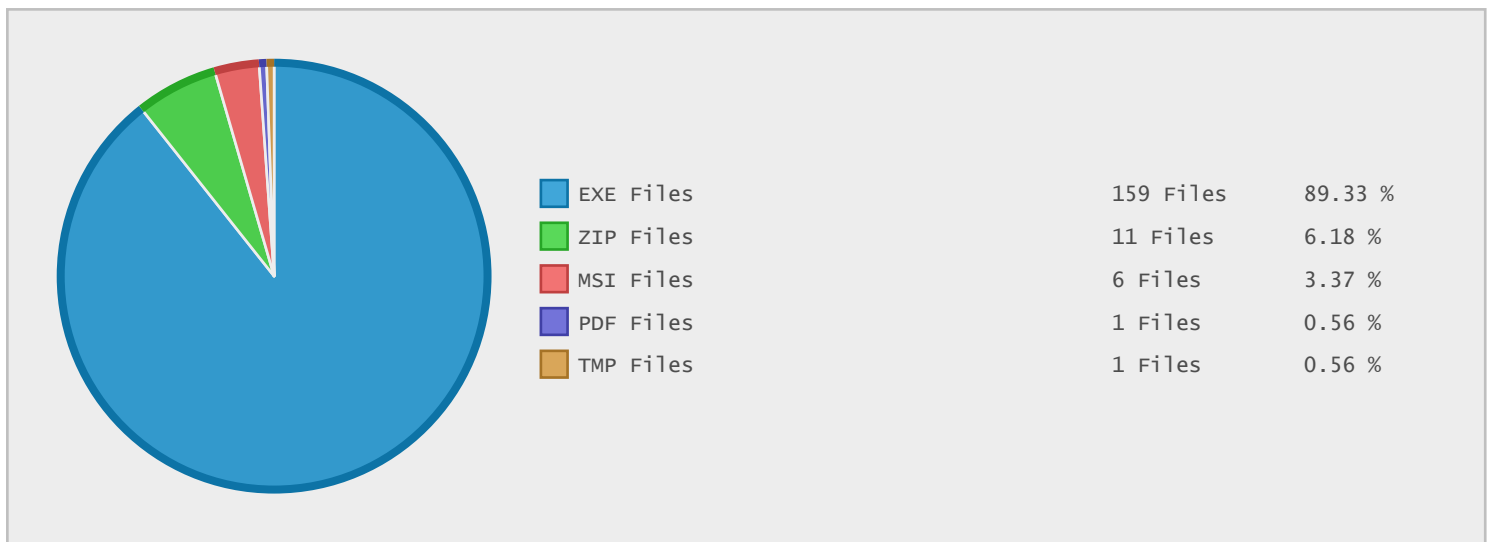 EXE Files 159 Files 89.33 %
ZIP Files 11 Files 6.18 %
MSI Files 6 Files 3.37 %
PDF Files 1 Files 0.56 %
TMP Files 1 Files 0.56 %